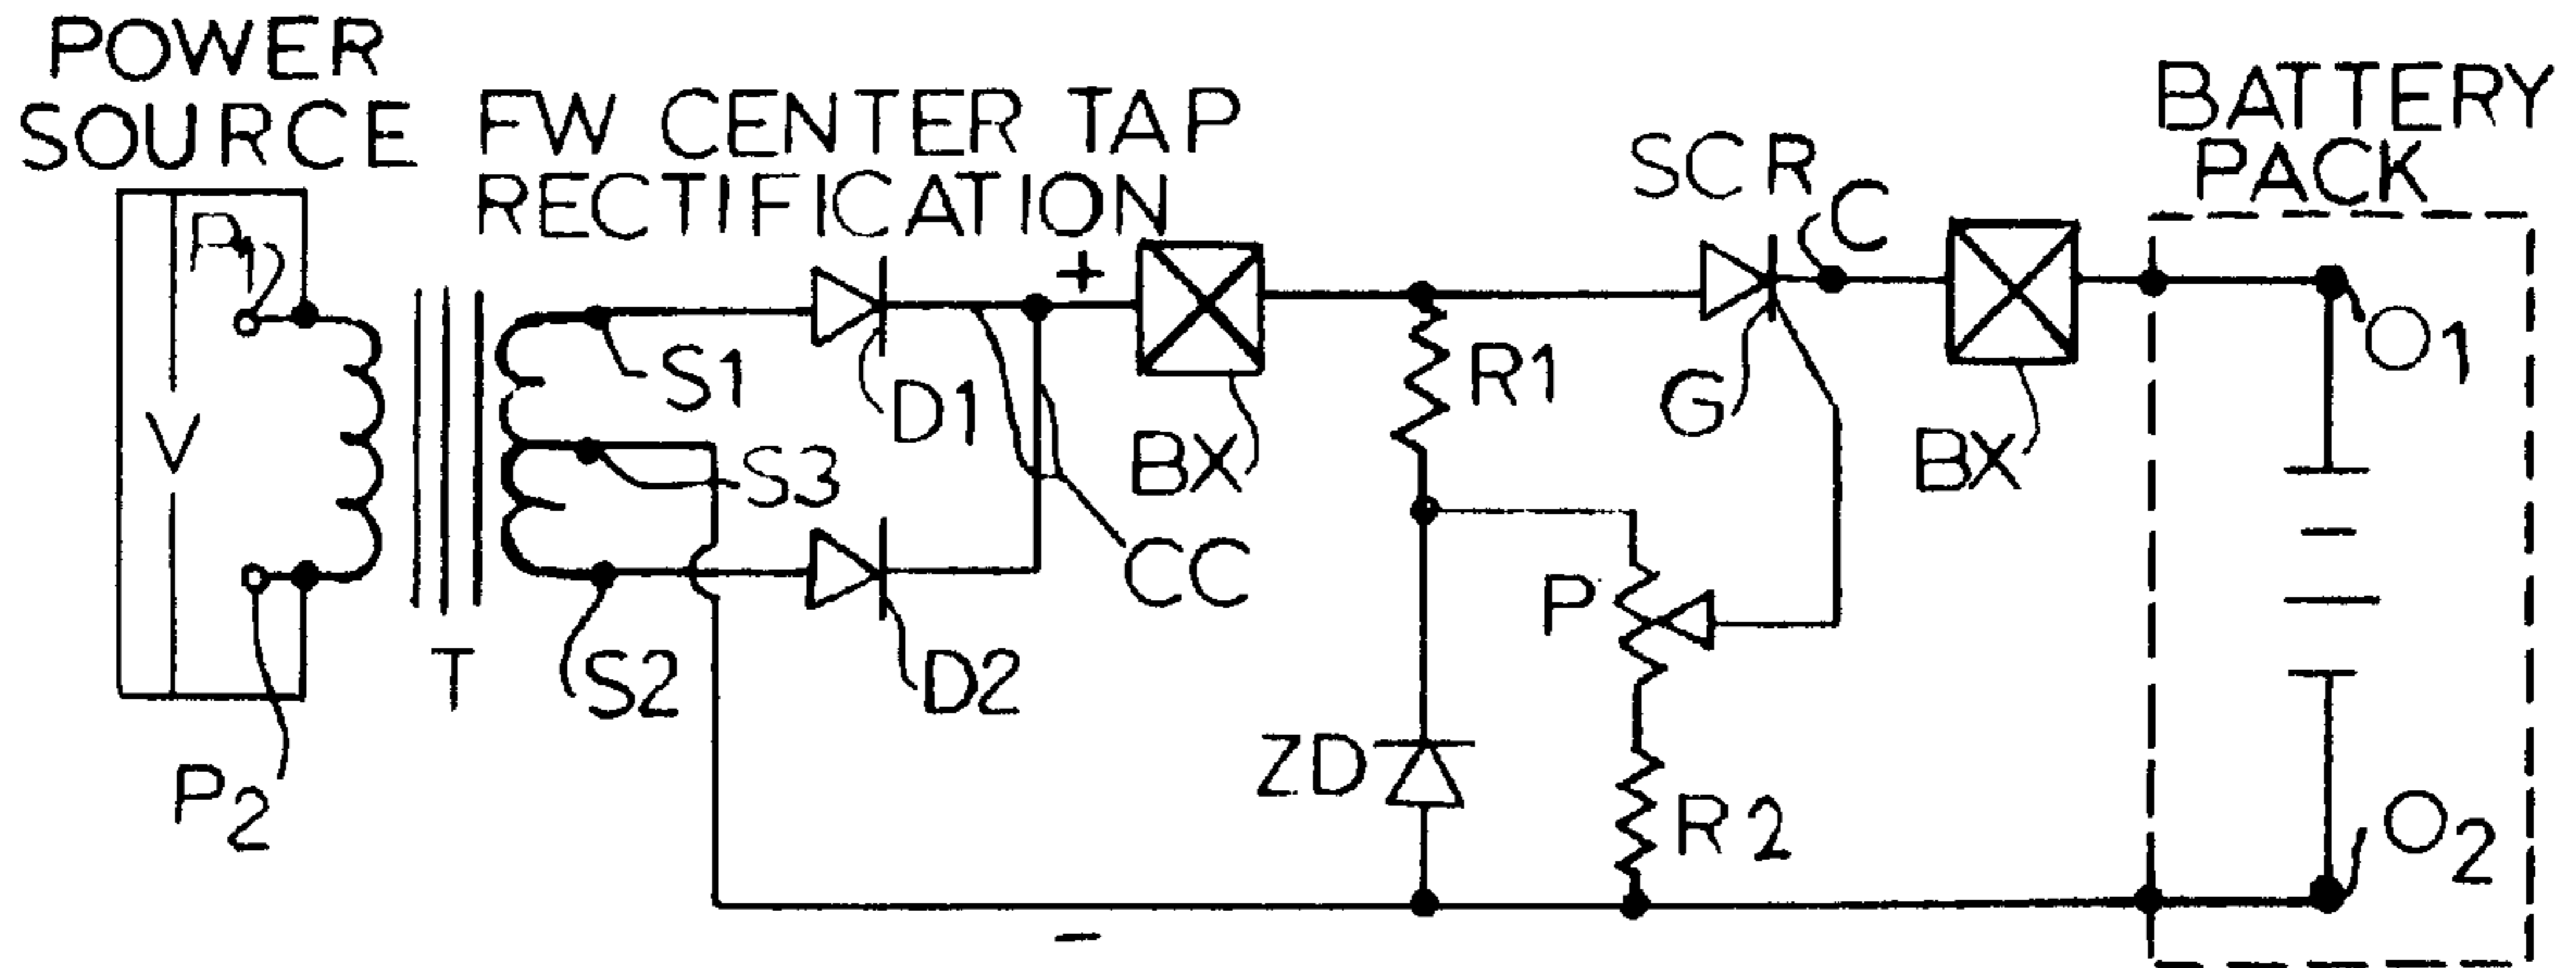 POWER
SOURCE
FW CENTER TAP
RECTIFICATION
BATTERY
PACK
SCR
C
P1
+
S1
D1
BX
R1
G
BX
O1
V
S3
CC
P
T
S2
D2
ZD
R2
P2
O2
-